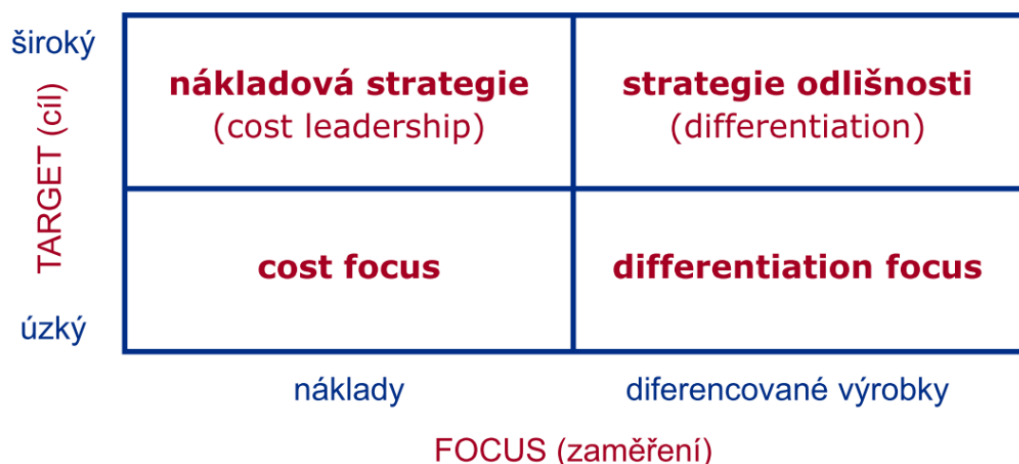 široký
nákladová strategie
(cost leadership)
strategie odlišnosti
(differentiation)
TARGET (cíl)
cost focus
differentiation focus
úzký
náklady
diferencované výrobky
FOCUS (zaměření)